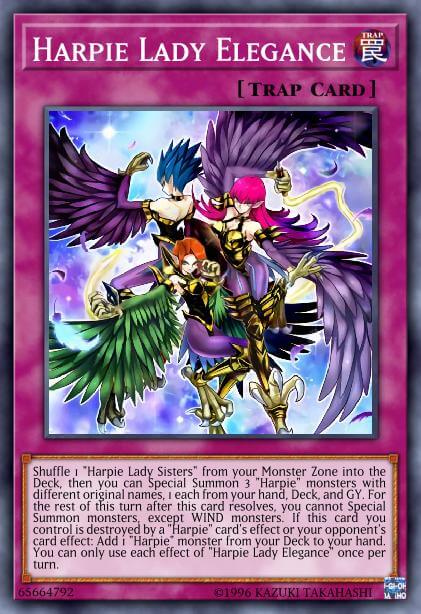 HARPIE LADY ELEGANCE
TRAP
罠
[TRAP CARD]
Shuffle 1 "Harpie Lady Sisters" from your Monster Zone into the
Deck, then you can Special Summon 3 "Harpie" monsters with
different original names, 1 each from your hand, Deck, and GY. For
the rest of this turn after this card resolves, you cannot Special
Summon monsters, except WIND monsters. If this card you
control is destroyed by a "Harpie" card's effect or your opponent's
card effect: Add 1 "Harpie" monster from your Deck to your hand.
You can only use each effect of "Harpie Lady Elegance" once per
turn.
65664792
©1996 KAZUKI TAKAHASHI